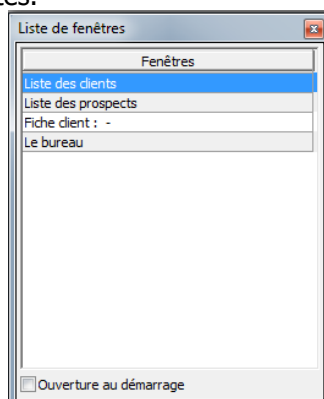 Liste de fenêtres
Fenêtres
Liste des clients
Liste des prospects
Fiche client : -
Le bureau
Ouverture au démarrage